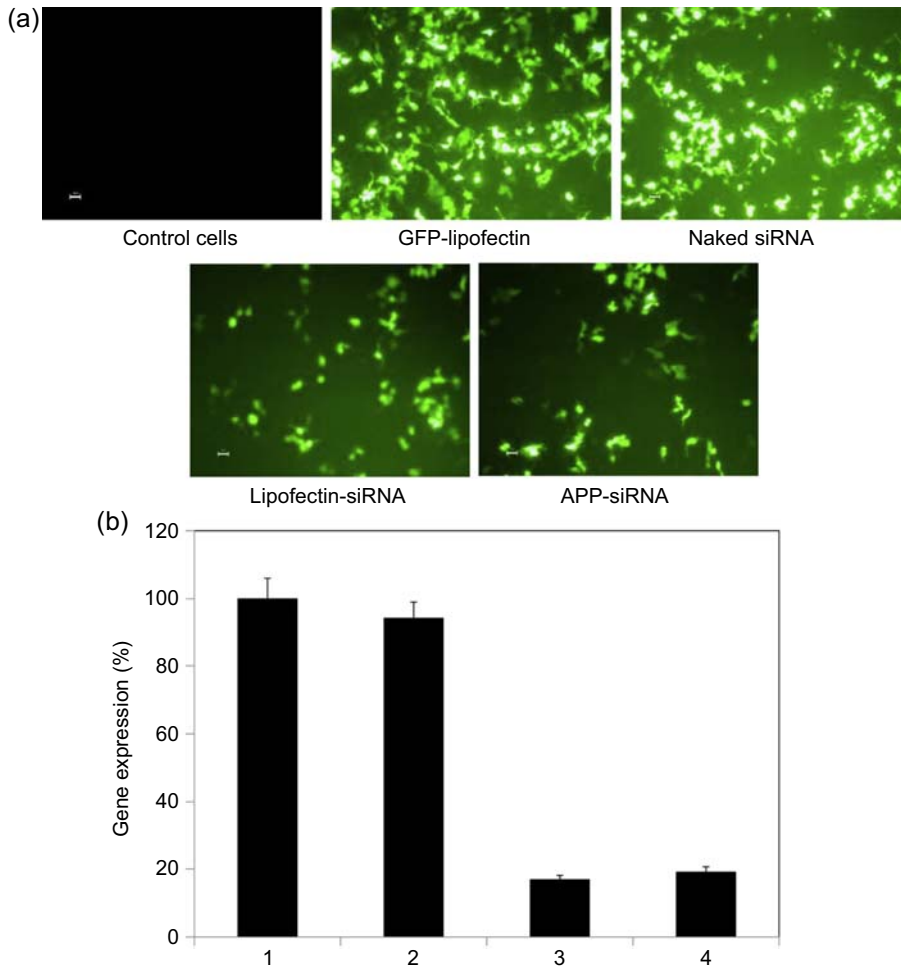 (a)
Control cells
GFP-lipofectin
Naked siRNA
Lipofectin-siRNA
APP-siRNA
(b)
Gene expression (%)
120
100
80
60
40
20
0
1 2 3 4